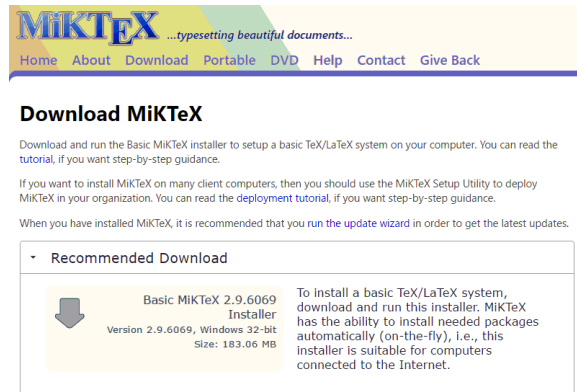 MiKTEX ...typesetting beautiful documents...
Home About Download Portable DVD Help Contact Give Back
Download MiKTeX
Download and run the Basic MiKTeX installer to setup a basic TeX/LaTeX system on your computer. You can read the
tutorial, if you want step-by-step guidance.
If you want to install MiKTeX on many client computers, then you should use the MiKTeX Setup Utility to deploy
MiKTeX in your organization. You can read the deployment tutorial, if you want step-by-step guidance.
When you have installed MiKTeX, it is recommended that you run the update wizard in order to get the latest updates.
Recommended Download
Basic MiKTeX 2.9.6069
Installer
Version 2.9.6069, Windows 32-bit
Size: 183.06 MB
To install a basic TeX/LaTeX system,
download and run this installer. MiKTeX
has the ability to install needed packages
automatically (on-the-fly), i.e., this
installer is suitable for computers
connected to the Internet.